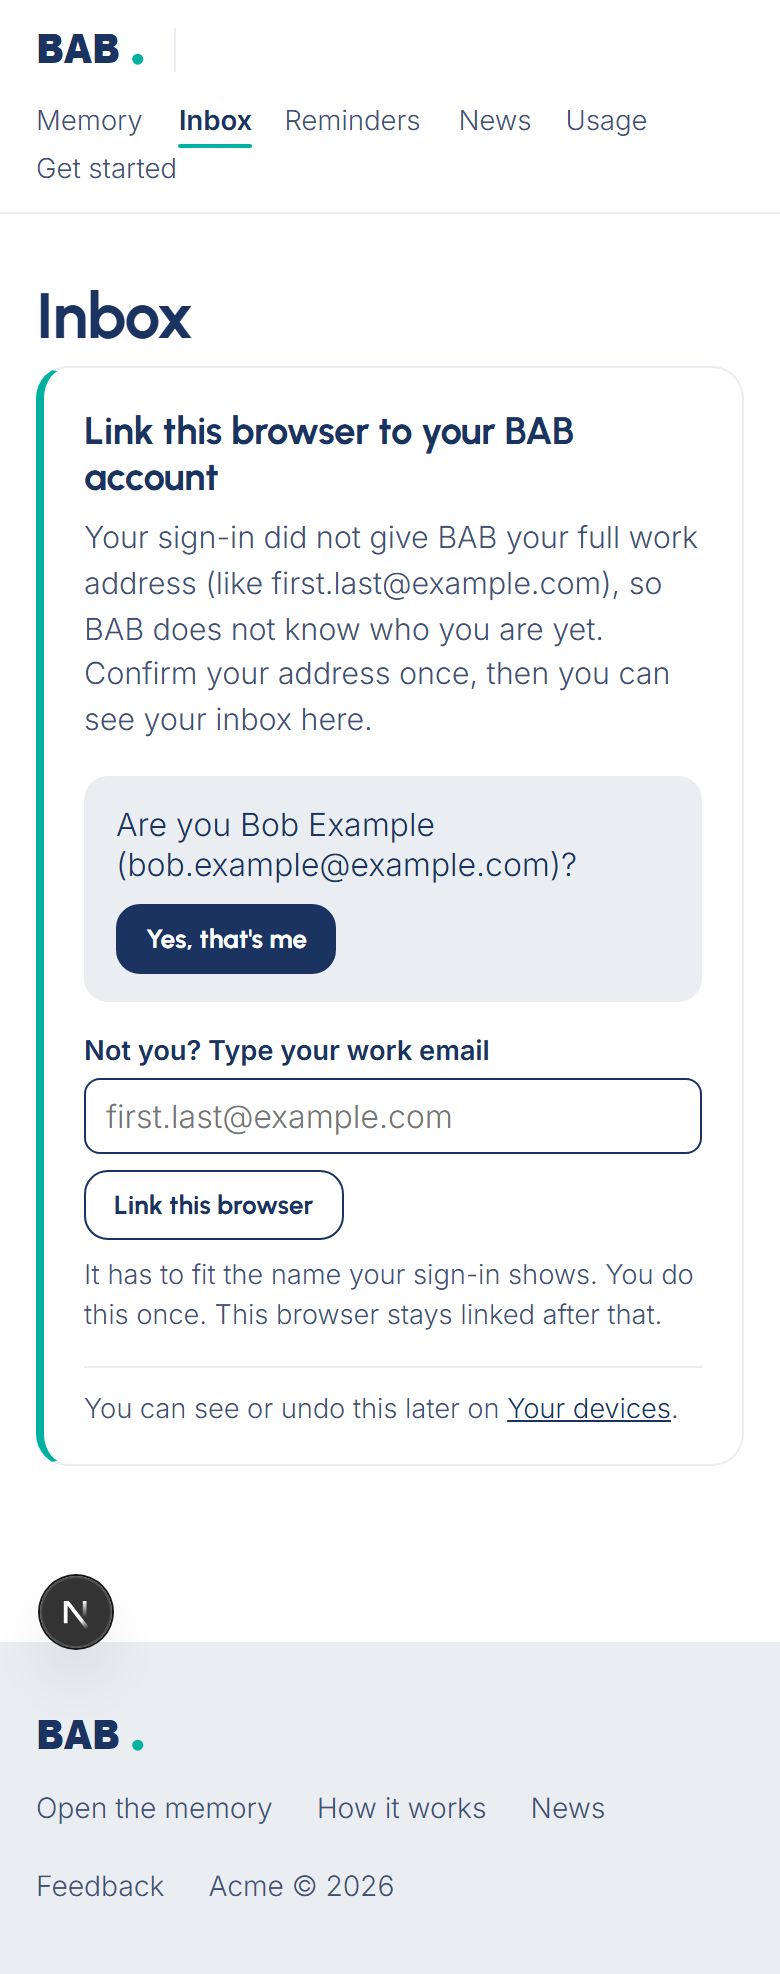 BAB .
Memory Inbox Reminders News Usage
Get started
Inbox
Link this browser to your BAB
account
Your sign-in did not give BAB your full work
address (like first.last@example.com), so
BAB does not know who you are yet.
Confirm your address once, then you can
see your inbox here.
Are you Bob Example
(bob.example@example.com)?
Yes, that's me
Not you? Type your work email
first.last@example.com
Link this browser
It has to fit the name your sign-in shows. You do
this once. This browser stays linked after that.
You can see or undo this later on Your devices.
N
BAB .
Open the memory How it works News
Feedback Acme © 2026